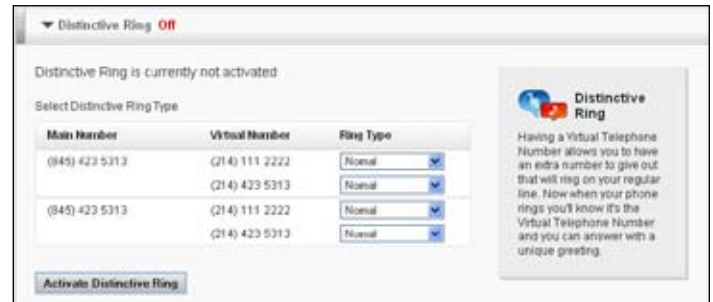 Distinctive Ring Off
Distinctive Ring is currently not activated
Select Distinctive Ring Type
Main Number Virtual Number Ring Type
(845) 423 5313 (214) 111 2222 Normal
(214) 423 5313 Normal
(845) 423 5313 (214) 111 2222 Normal
(214) 423 5313 Normal
Activate Distinctive Ring
Distinctive
Ring
Having a Virtual Telephone
Number allows you to have
an extra number to give out
that will ring on your regular
line. Now when your phone
rings you'll know it's the
Virtual Telephone Number
and you can answer with a
unique greeting.